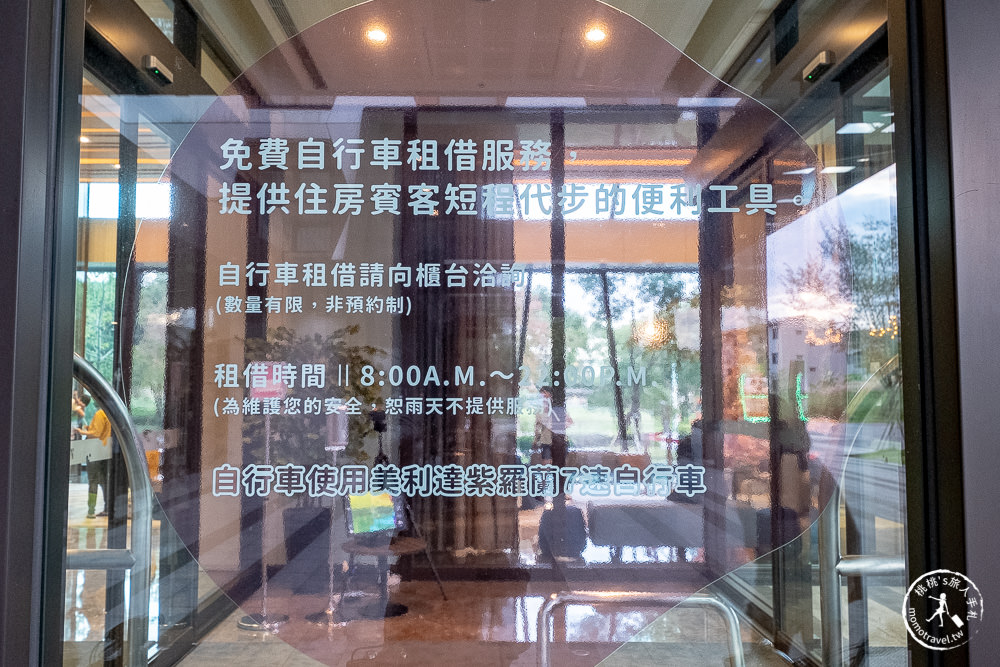 免費自行車租借服務，
提供住房賓客短程代步的便利工具。
自行車租借請向櫃台洽詢
(數量有限，非預約制)
租借時間 || 8:00A.M.～
(為維護您的安全，恕雨天不提供服務)
自行車使用美利達紫羅蘭7速自行車
桃桃's旅人手札
momotravel.tw